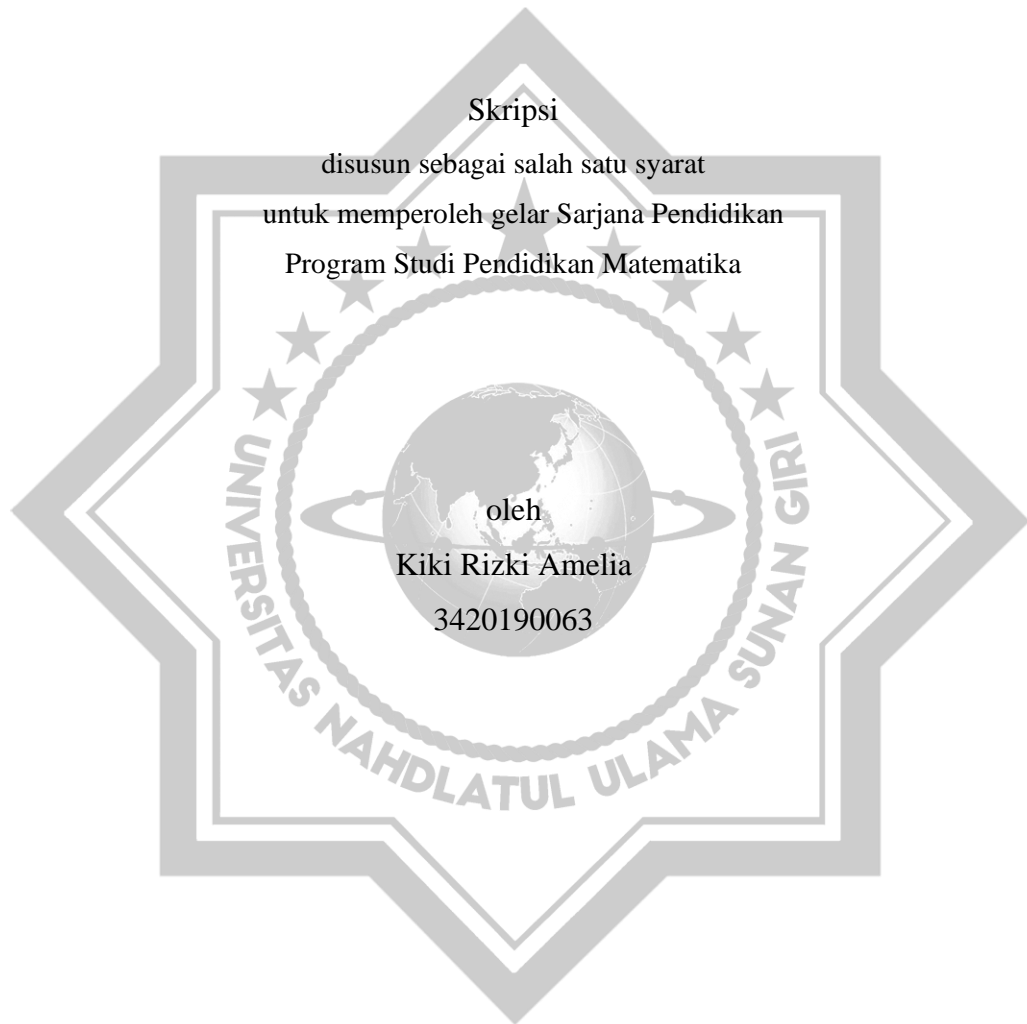 Skripsi
disusun sebagai salah satu syarat
untuk memperoleh gelar Sarjana Pendidikan
Program Studi Pendidikan Matematika
oleh
Kiki Rizki Amelia
3420190063
UNIVERSITAS NAHDLATUL ULAMA SUNAN GIRI